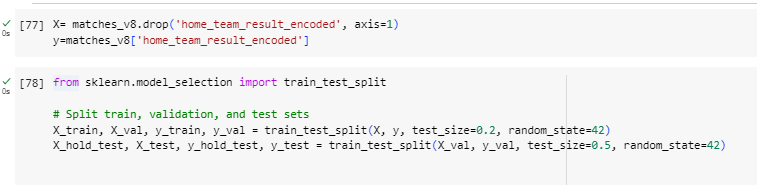 [77] X= matches_v8.drop('home_team_result_encoded', axis=1)
0s y=matches_v8['home_team_result_encoded']
[78] from sklearn.model_selection import train_test_split
0s
# Split train, validation, and test sets
X_train, X_val, y_train, y_val = train_test_split(X, y, test_size=0.2, random_state=42)
X_hold_test, X_test, y_hold_test, y_test = train_test_split(X_val, y_val, test_size=0.5, random_state=42)